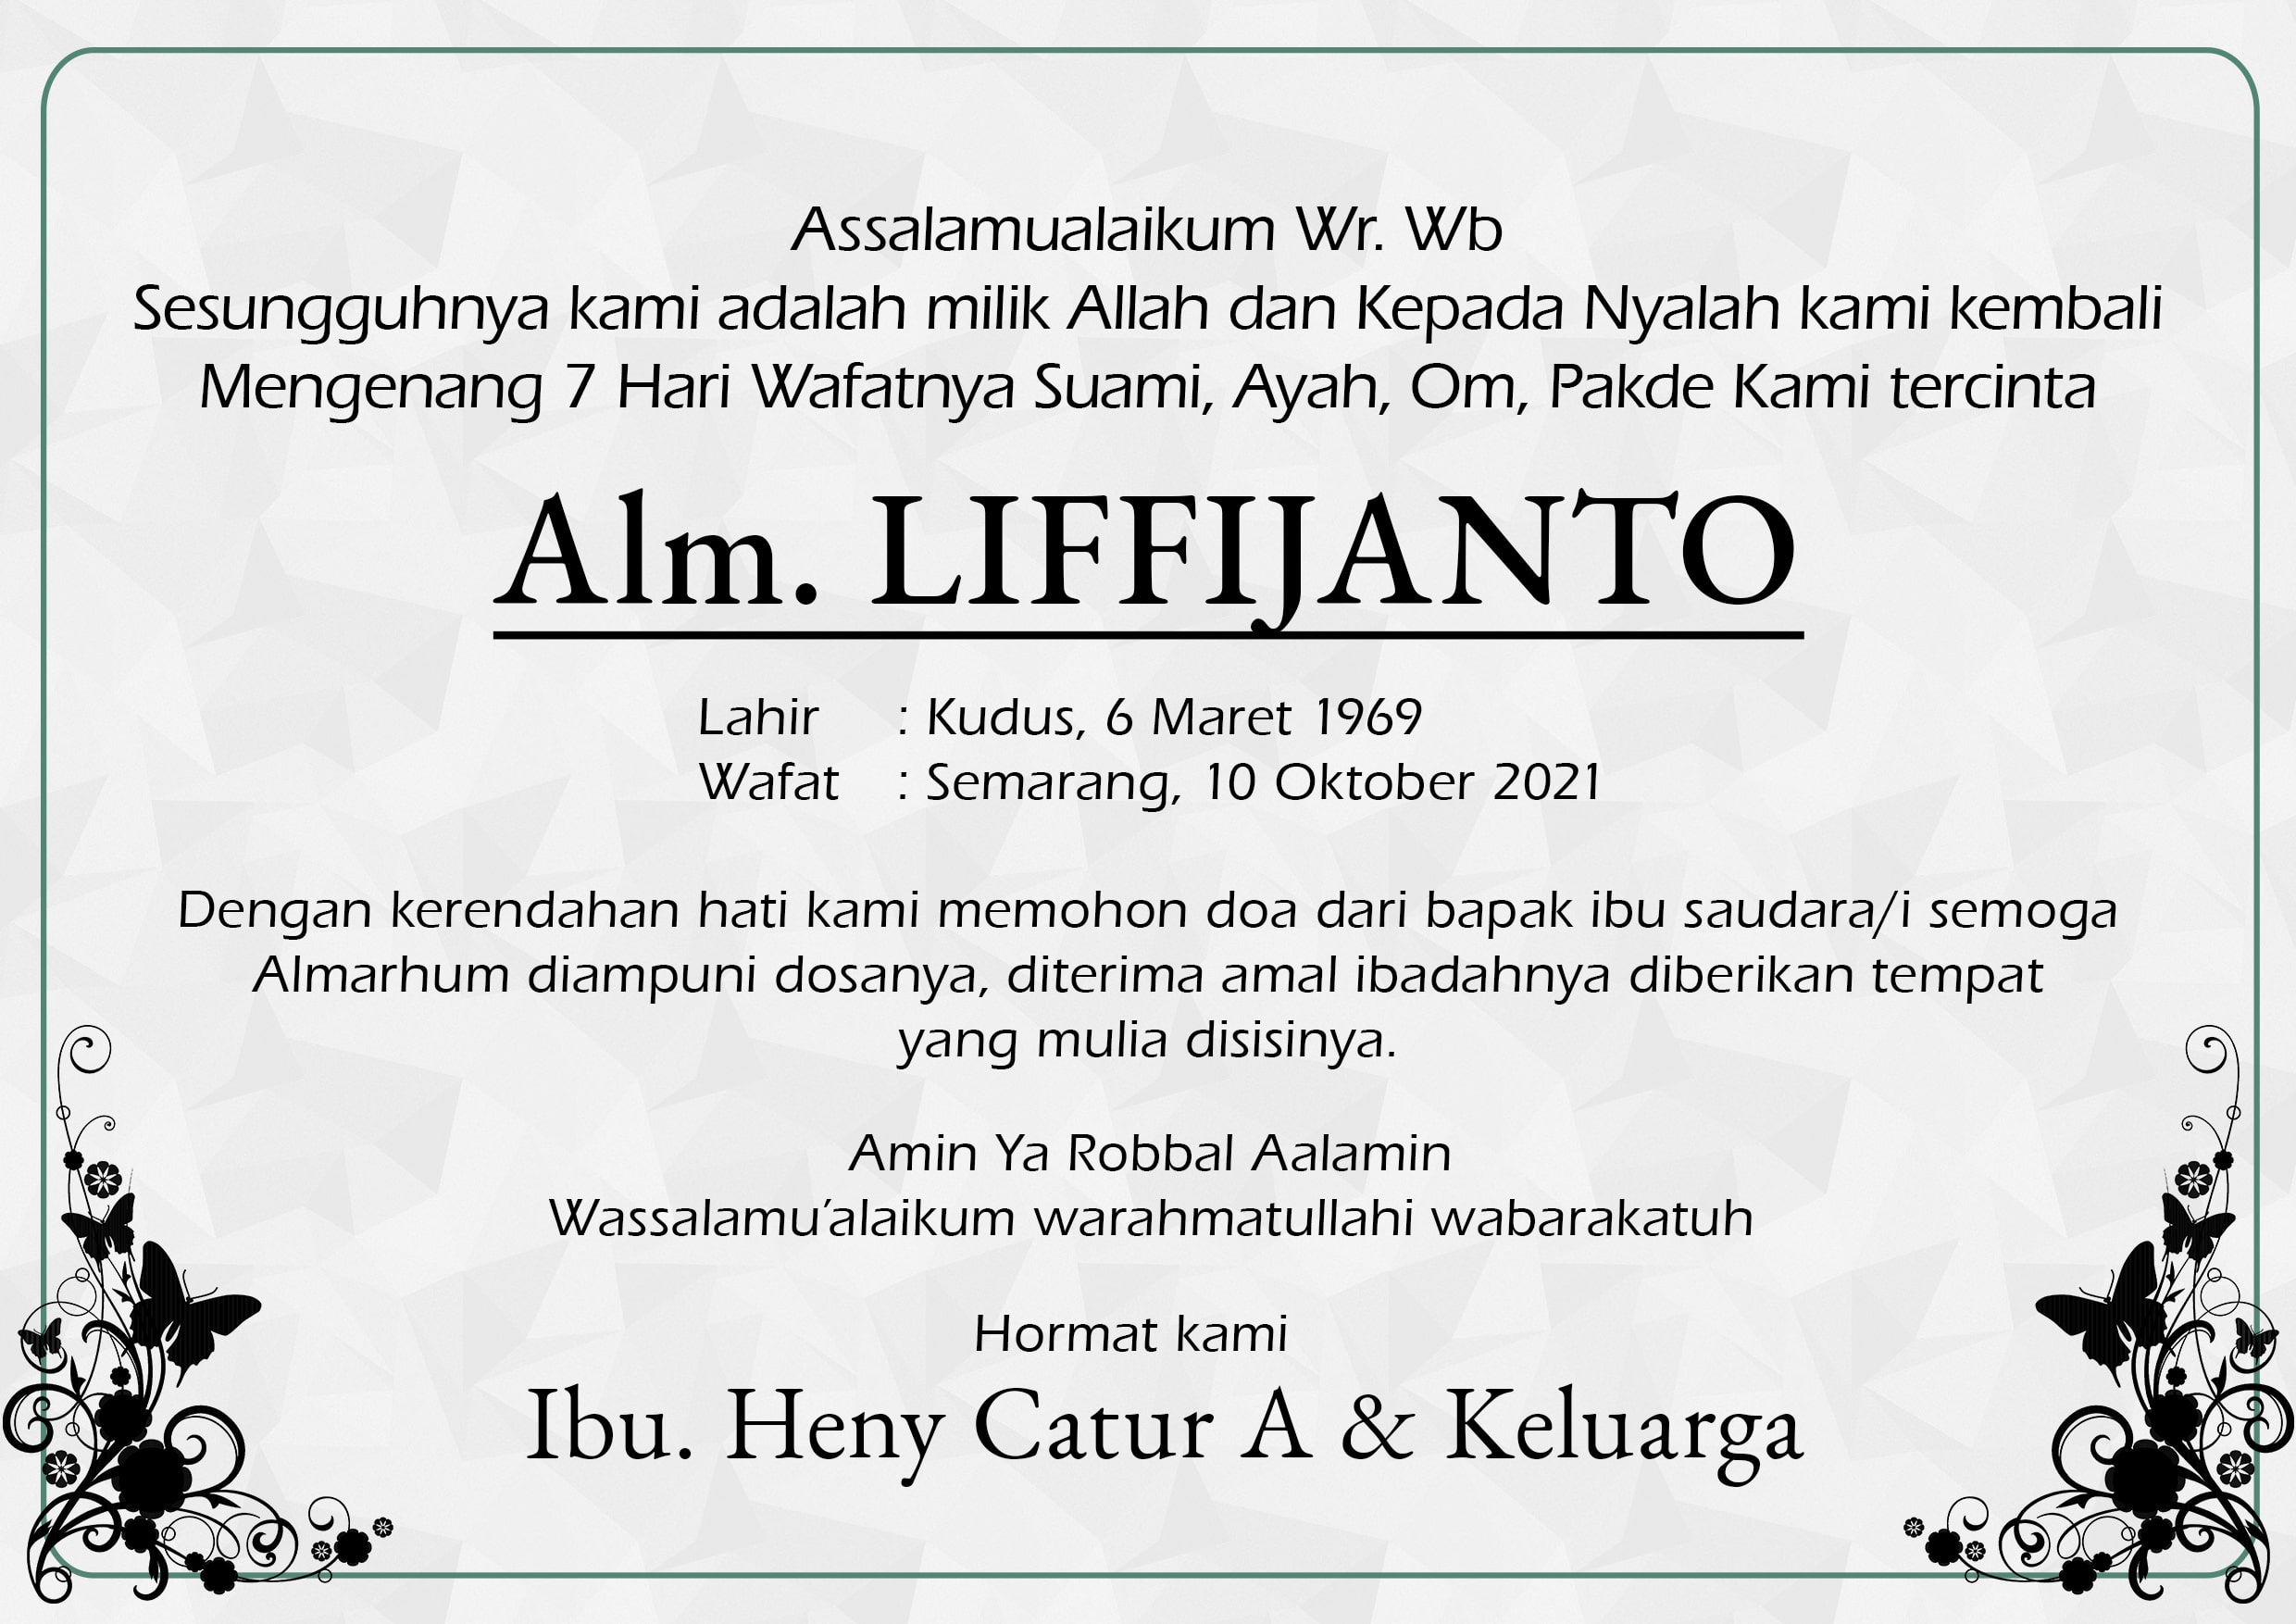 Assalamualaikum Wr. Wb
Sesungguhnya kami adalah milik Allah dan Kepada Nyalah kami kembali
Mengenang 7 Hari Wafatnya Suami, Ayah, Om, Pakde Kami tercinta
Alm. LIFFIJANTO
Lahir : Kudus, 6 Maret 1969
Wafat : Semarang, 10 Oktober 2021
Dengan kerendahan hati kami memohon doa dari bapak ibu saudara/i semoga
Almarhum diampuni dosanya, diterima amal ibadahnya diberikan tempat
yang mulia disisinya.
Amin Ya Robbal Aalamin
Wassalamu’alaikum warahmatullahi wabarakatuh
Hormat kami
Ibu. Heny Catur A & Keluarga